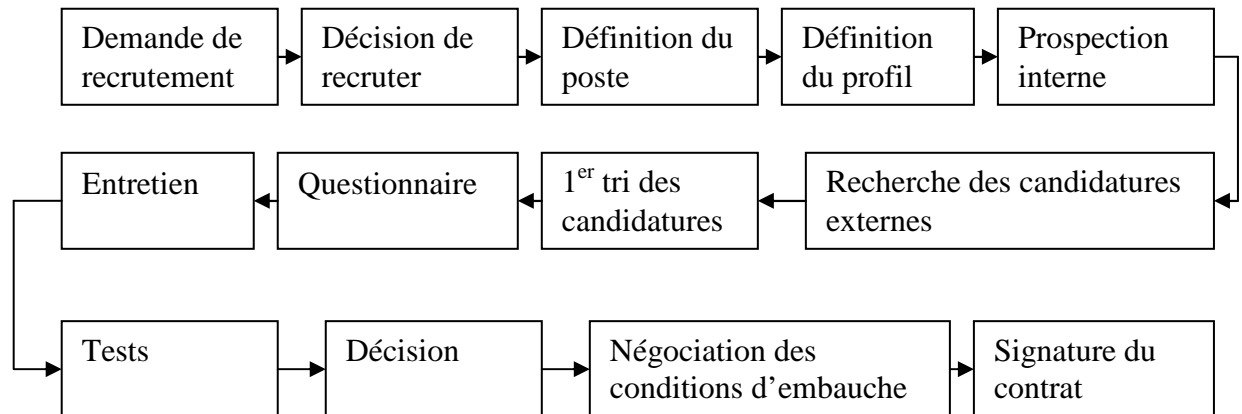 Demande de
recrutement
Décision de
recruter
Définition du
poste
Définition
du profil
Prospection
interne
Recherche des candidatures
externes
1er tri des
candidatures
Questionnaire
Entretien
Tests
Décision
Négociation des
conditions d’embauche
Signature du
contrat